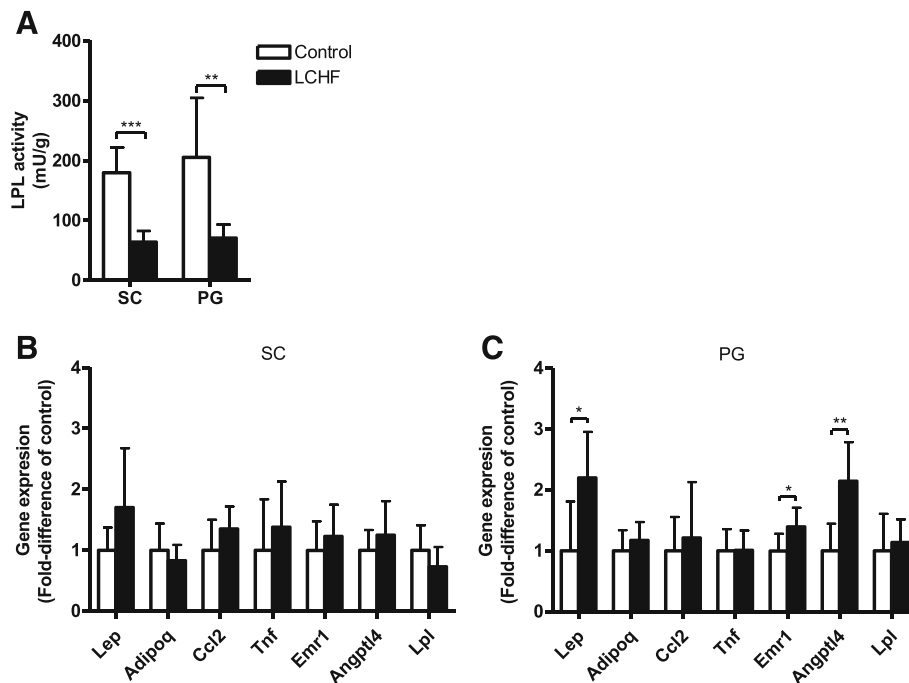 A
400
300
200
100
0
LPL activity
(mU/g)
***
**
SC
PG
Control
LCHF
B
SC
4
3
2
1
0
Gene expresion
(Fold-difference of control)
Lep
Adipoq
Ccl2
Tnf
Emr1
Angptl4
Lpl
C
PG
4
3
2
1
0
Gene expresion
(Fold-difference of control)
*
*
**
Lep
Adipoq
Ccl2
Tnf
Emr1
Angptl4
Lpl